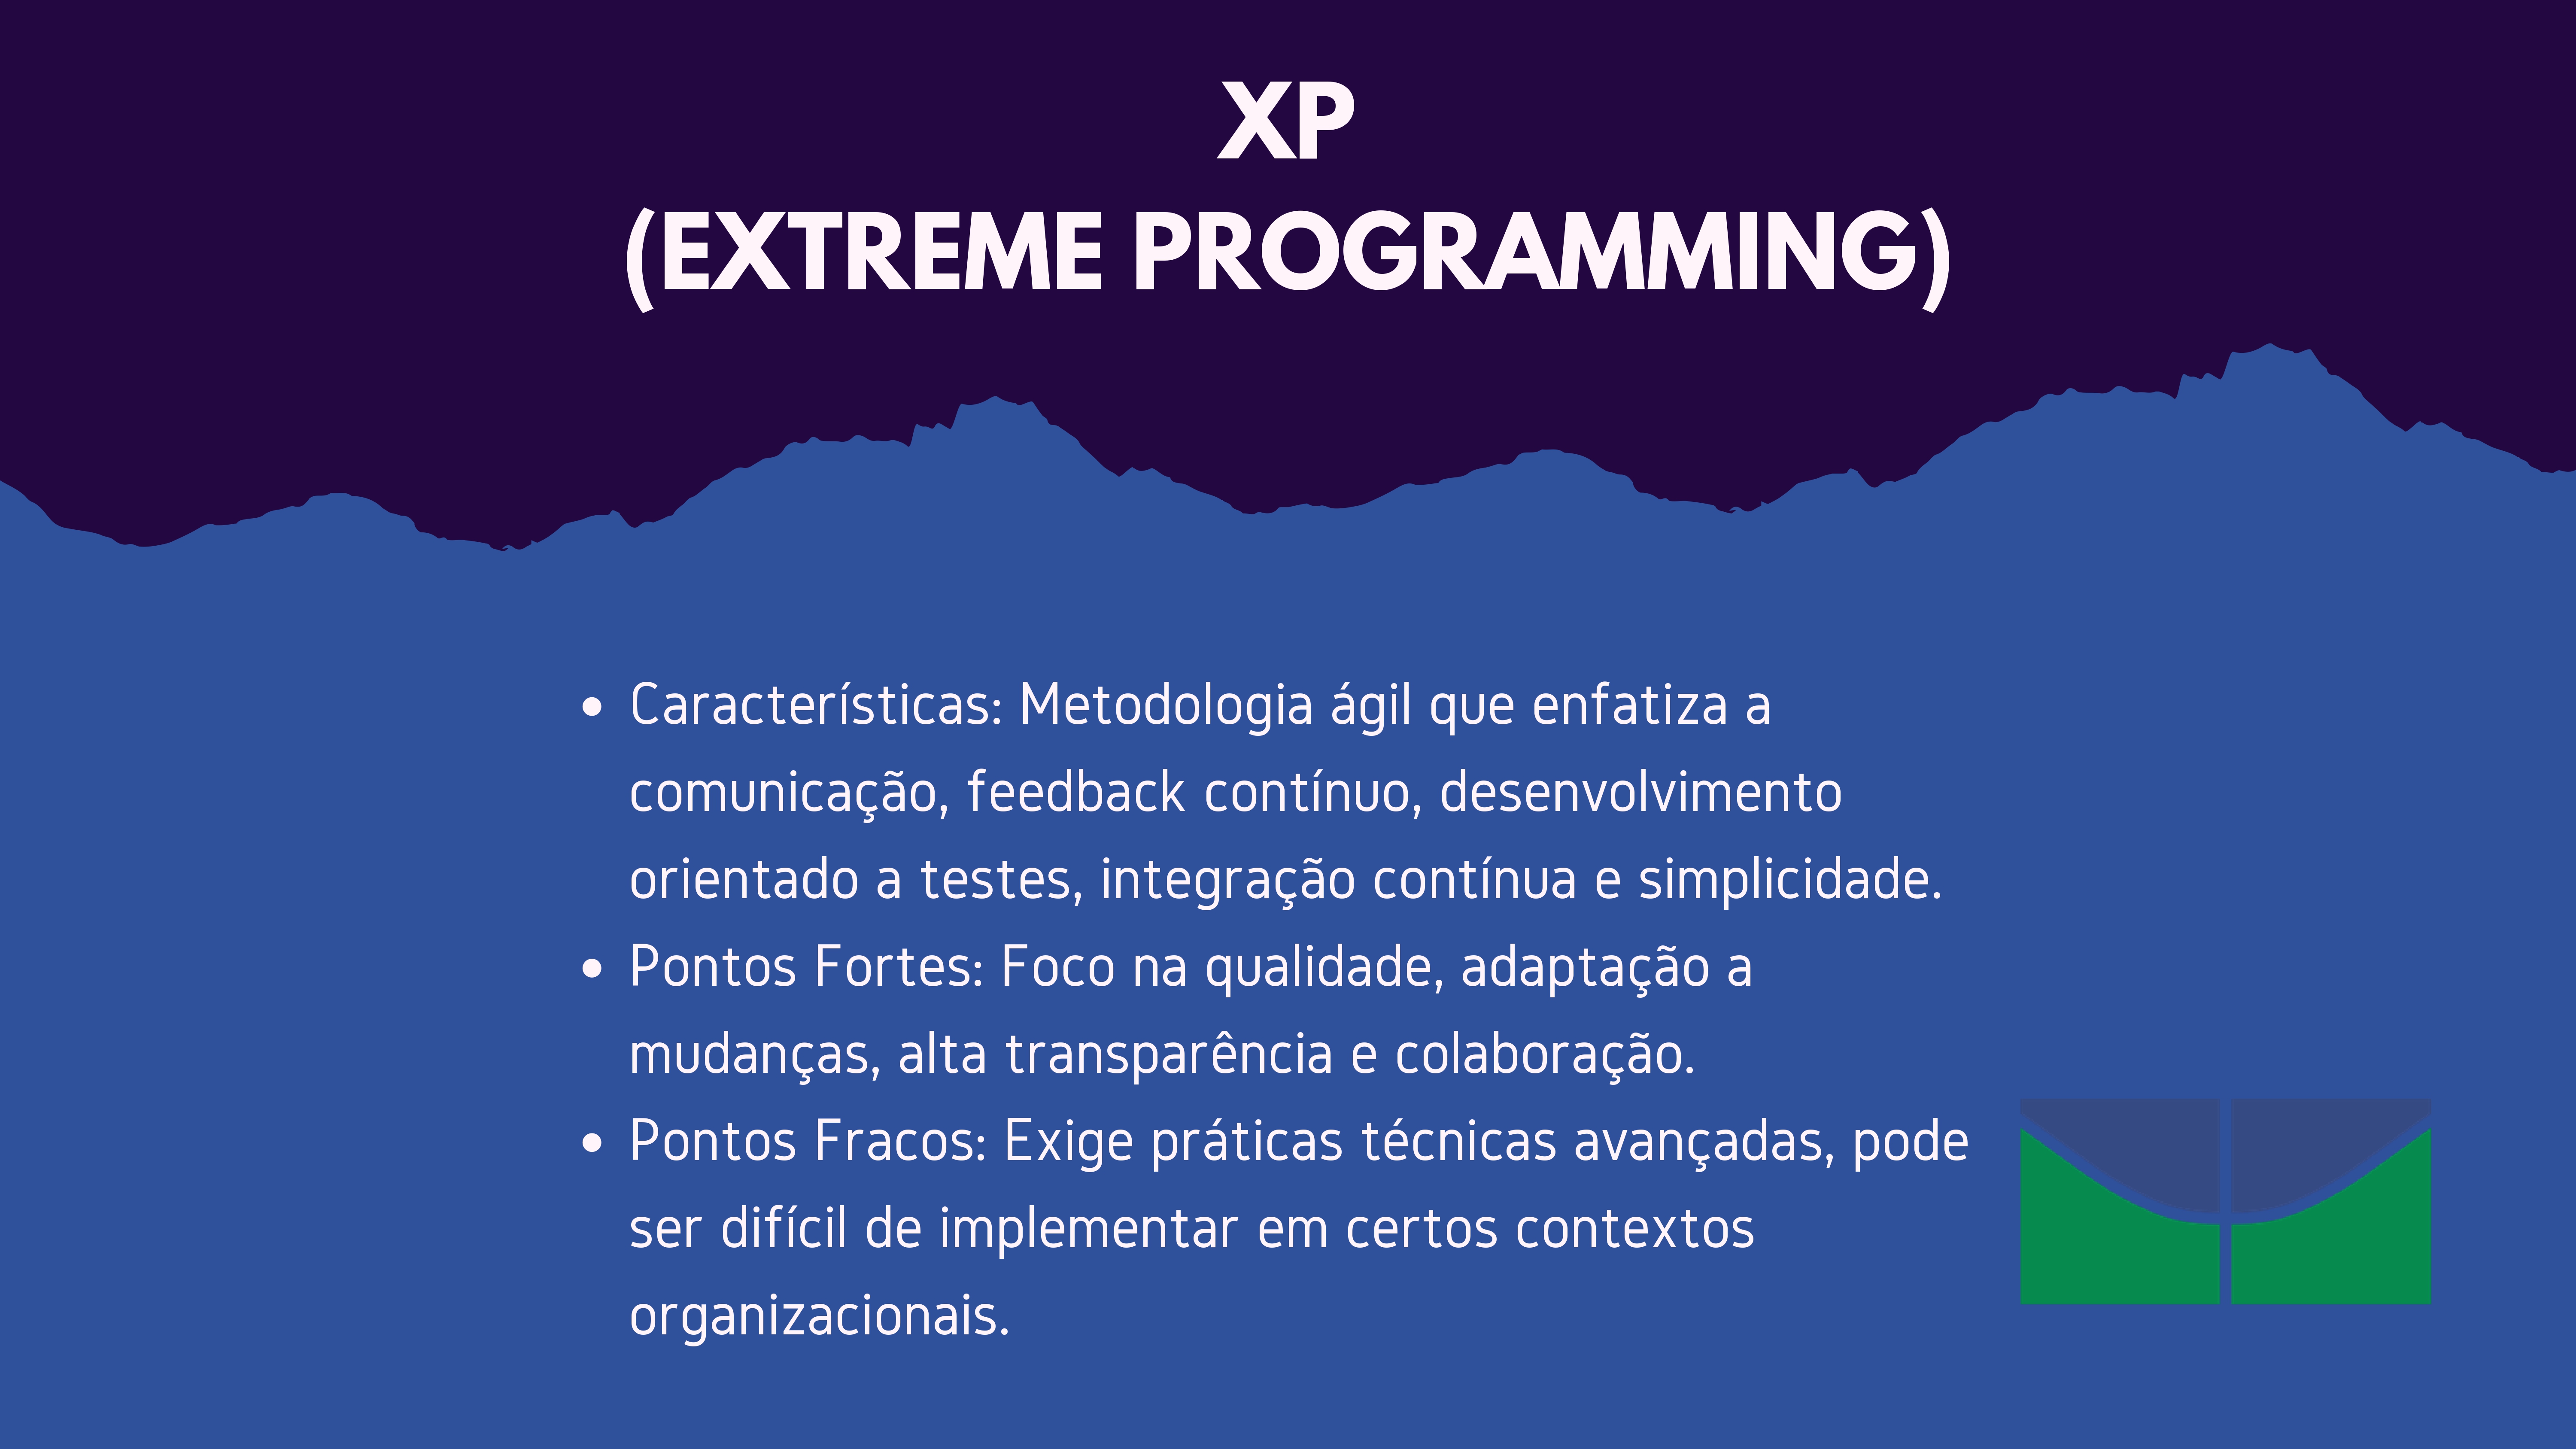 XP
(EXTREME PROGRAMMING)
• Características: Metodologia ágil que enfatiza a
comunicação, feedback contínuo, desenvolvimento
orientado a testes, integração contínua e simplicidade.
• Pontos Fortes: Foco na qualidade, adaptação a
mudanças, alta transparência e colaboração.
• Pontos Fracos: Exige práticas técnicas avançadas, pode
ser difícil de implementar em certos contextos
organizacionais.